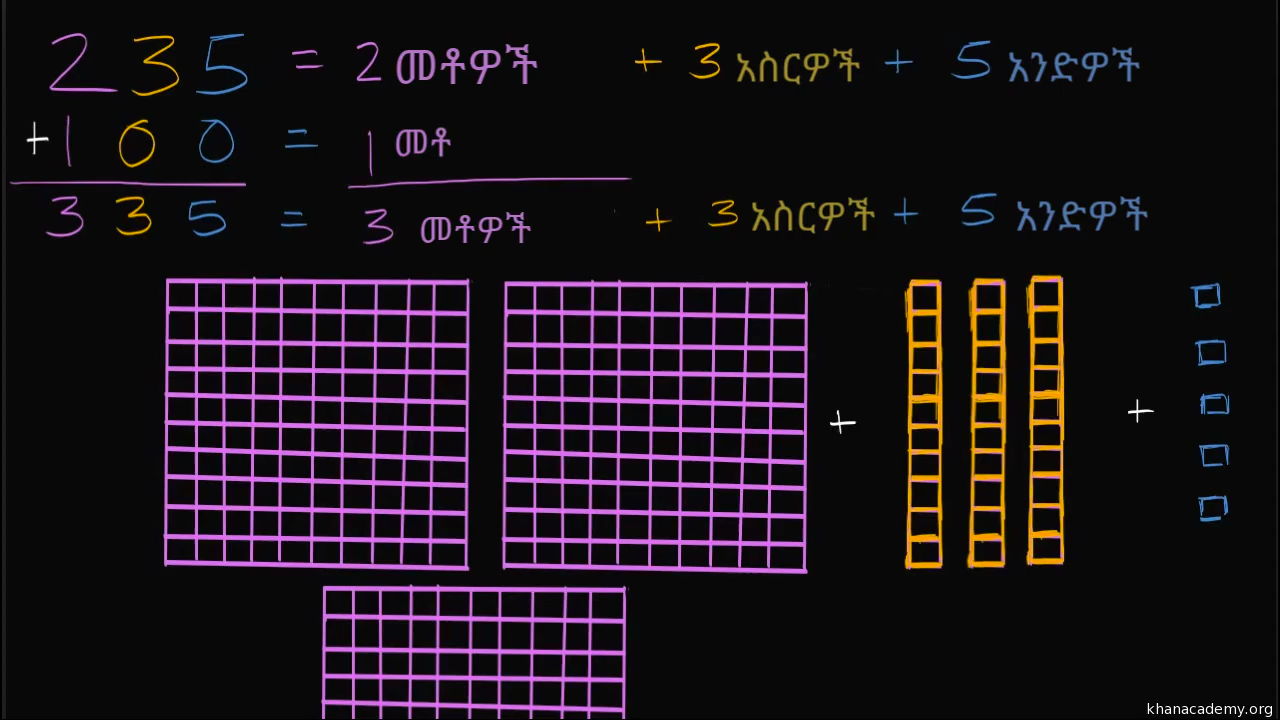 235 = 2 መቶዎች + 3 አስርዎች + 5 አንድዎች
+100 = 1 መቶ
335 = 3 መቶዎች + 3 አስርዎች + 5 አንድዎች
+ +
khanacademy.org